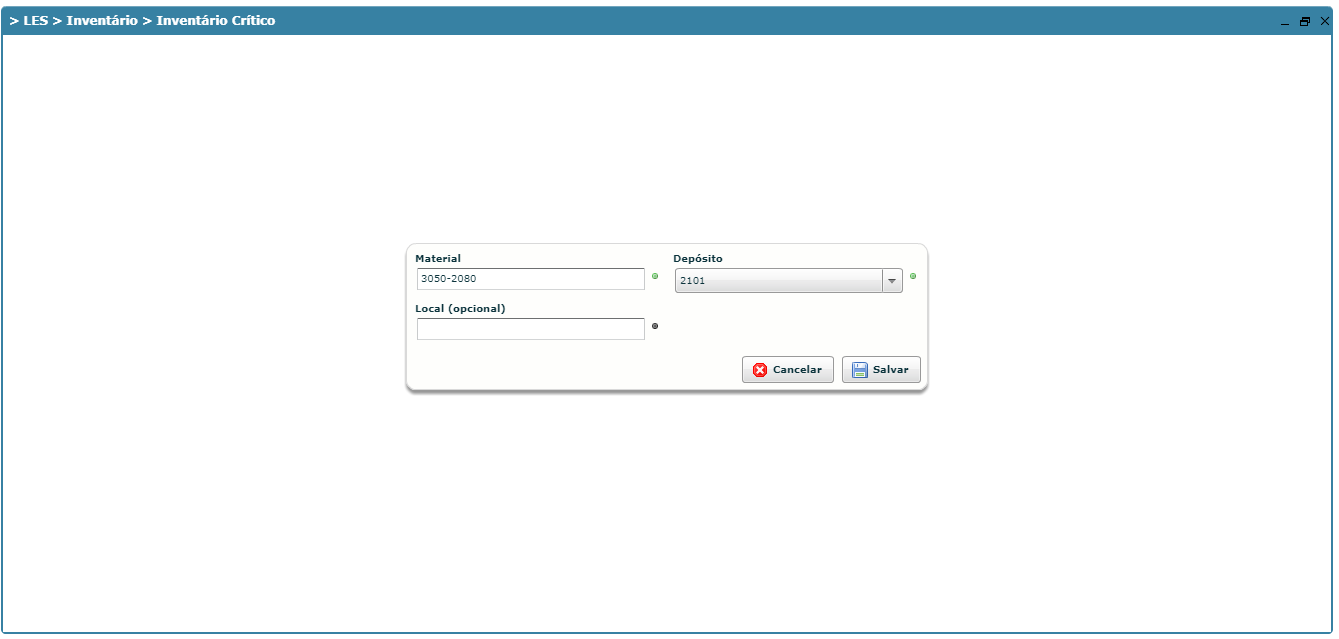 > LES > Inventário > Inventário Crítico
Material
Depósito
3050-2080
2101
Local (opcional)
Cancelar
Salvar